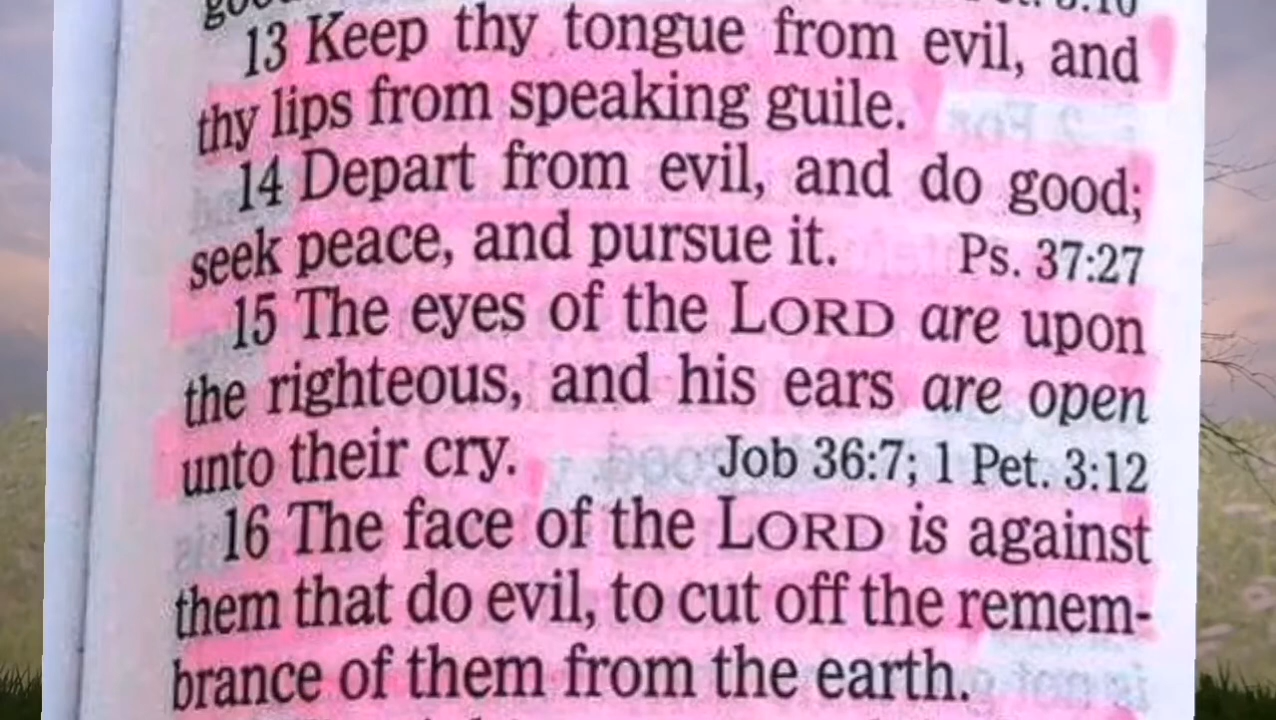 13 Keep thy tongue from evil, and
thy lips from speaking guile.
14 Depart from evil, and do good;
seek peace, and pursue it. Ps. 37:27
15 The eyes of the LORD are upon
the righteous, and his ears are open
unto their cry. Job 36:7; 1 Pet. 3:12
16 The face of the LORD is against
them that do evil, to cut off the remem-
brance of them from the earth.